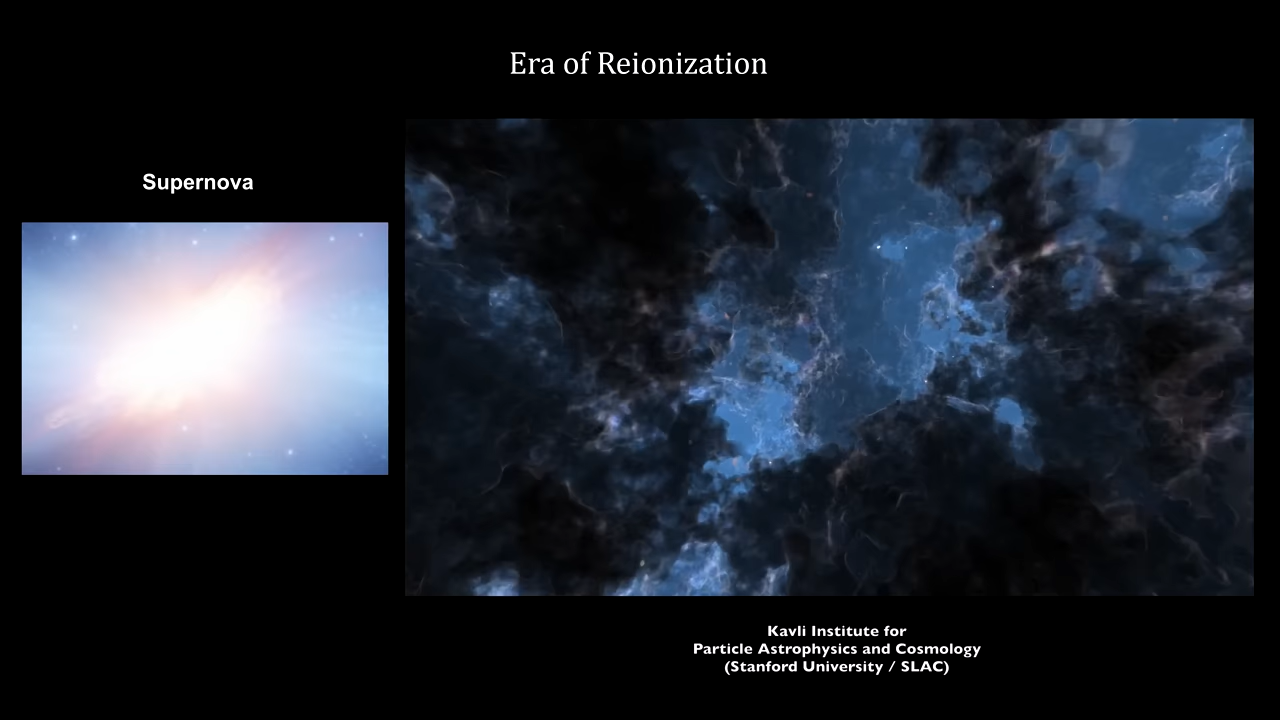 Era of Reionization
Supernova
Kavli Institute for
Particle Astrophysics and Cosmology
(Stanford University / SLAC)